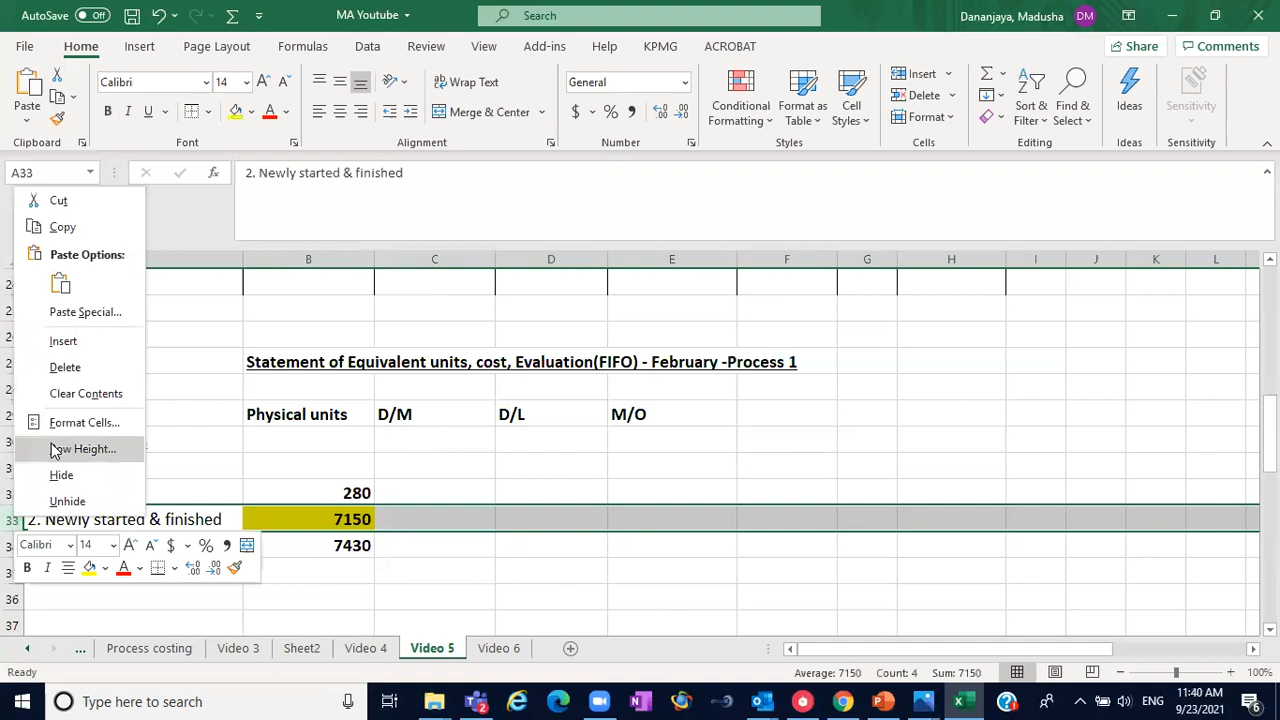 AutoSave Off MA Youtube Search Dananjaya, Madusha DM
File Home Insert Page Layout Formulas Data Review View Add-ins Help KPMG ACROBAT Share Comments
Paste Calibri 14 Wrap Text General Conditional Formatting Format as Table Cell Styles Insert Delete Format Sort & Filter Find & Select Ideas Sensitivity
B I U Merge & Center $ %
Clipboard Font Alignment Number Styles Cells Editing Ideas Sensitivity
A33 fx 2. Newly started & finished
Cut
Copy
Paste Options:
Paste Special...
Insert
Delete
Clear Contents
Format Cells...
Row Height...
Hide
Unhide
B C D E F G H I J K L
Statement of Equivalent units, cost, Evaluation(FIFO) - February -Process 1
Physical units D/M D/L M/O
280
33 2. Newly started & finished 7150
7430
Calibri 14 A A $ % ,
B I A
36
37
... Process costing Video 3 Sheet2 Video 4 Video 5 Video 6
Ready Average: 7150 Count: 4 Sum: 7150 100%
Type here to search ENG 11:40 AM 9/23/2021 6